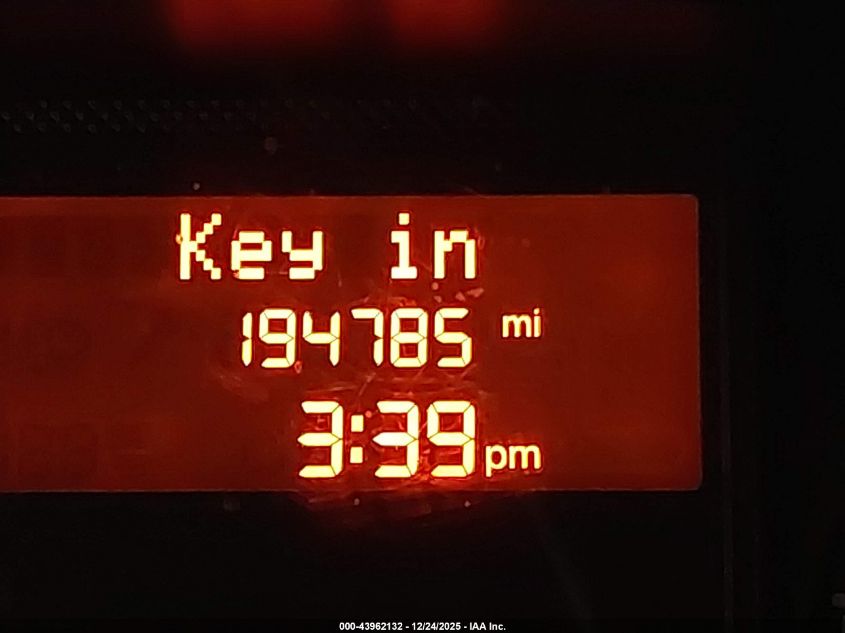 Key in
194785 mi
3:39 pm
000-43962132 - 12/24/2025 - IAA Inc.